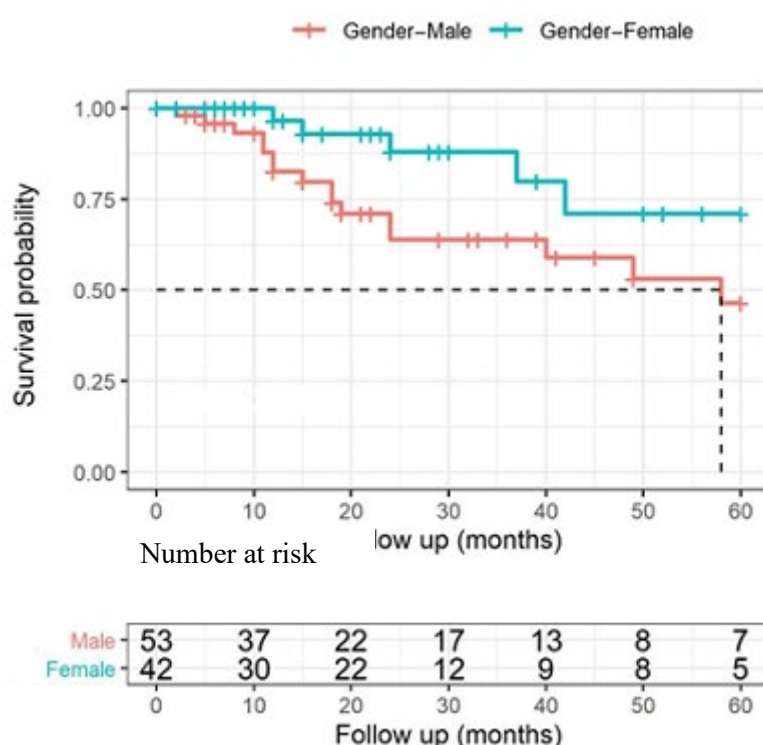 Gender-Male Gender-Female
1.00
0.75
0.50
0.25
0.00
Survival probability
0 10 20 30 40 50 60
Number at risk low up (months)
Male 53 37 22 17 13 8 7
Female 42 30 22 12 9 8 5
0 10 20 30 40 50 60
Follow up (months)